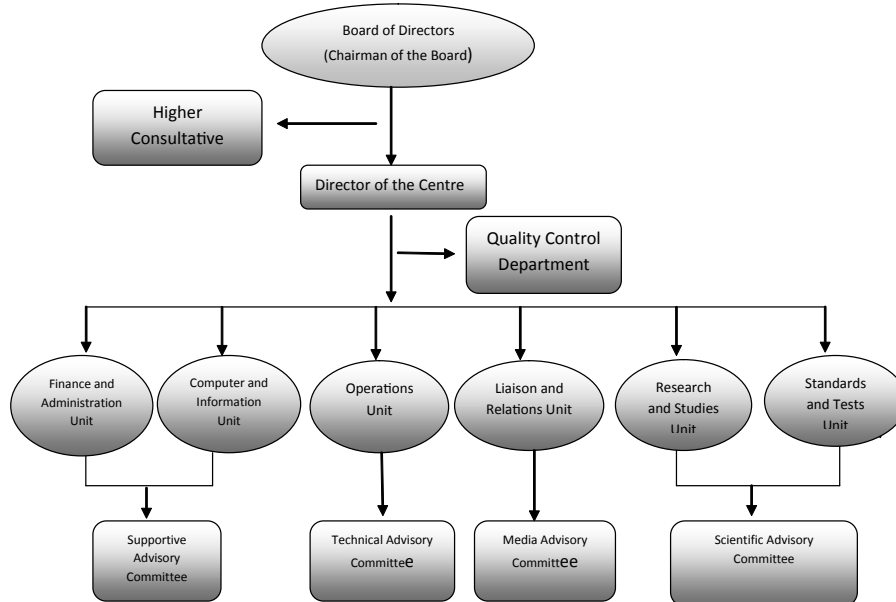 Board of Directors
(Chairman of the Board)
Higher
Consultative
Director of the Centre
Quality Control
Department
Finance and
Administration
Unit
Computer and
Information
Unit
Operations
Unit
Liaison and
Relations Unit
Research
and Studies
Unit
Standards
and Tests
Unit
Supportive
Advisory
Committee
Technical Advisory
Committee
Media Advisory
Committee
Scientific Advisory
Committee